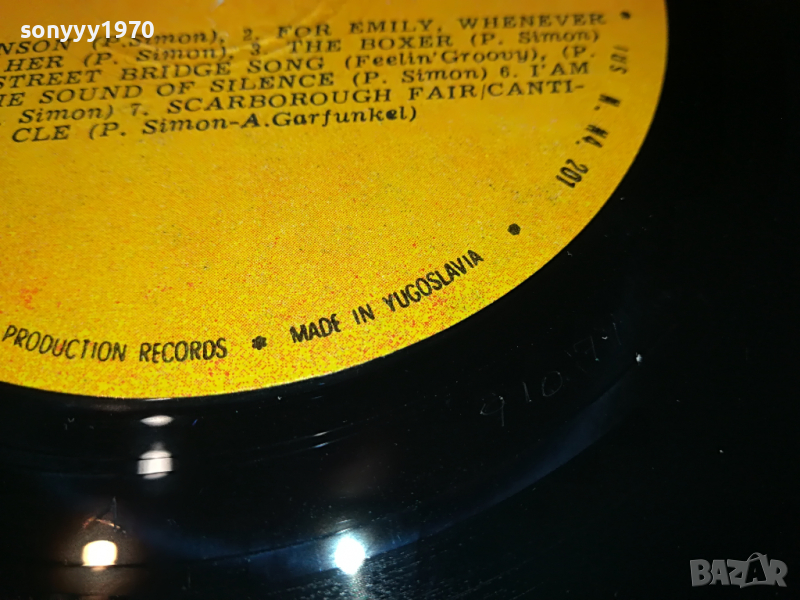 sonyyy1970
NSON (P.Simon), 2. FOR EMILY, WHENEVER
HER (P. Simon), 3. THE BOXER (P. Simon)
STREET BRIDGE SONG (Feelin'Groovy), (P.
E SOUND OF SILENCE (P. Simon) 6. I'AM
Simon) 7. SCARBOROUGH FAIR/CANTI-
CLE (P. Simon-A.Garfunkel)
N4. 201
PRODUCTION RECORDS * MADE IN YUGOSLAVIA
BAZAR